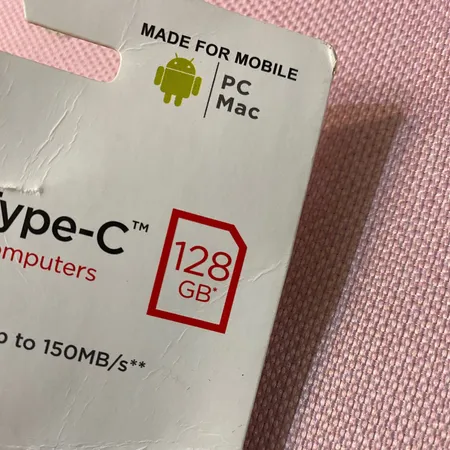 MADE FOR MOBILE
PC
Mac
ype-C™
mputers
128
GB*
to 150MB/s**